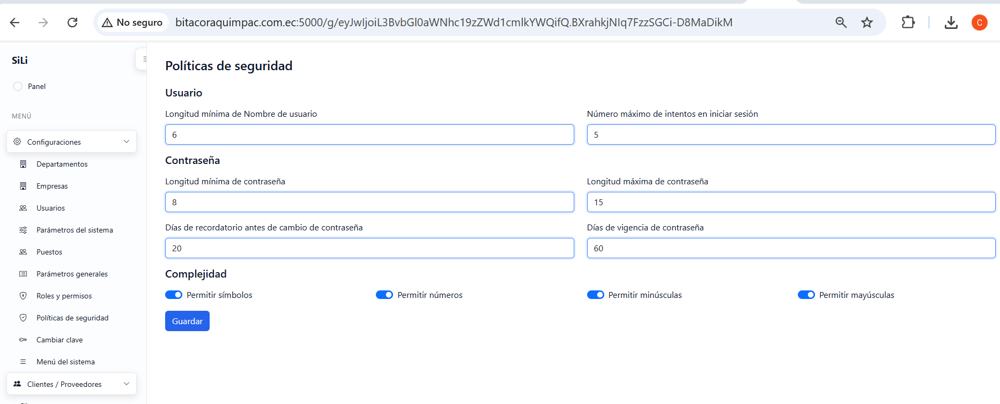 No seguro
bitacoraquimpac.com.ec:5000/g/eyJwIjoiL3BvbGl0aWNhc19zZWd1cmlkYWQifQ.BXrahkjNIq7FzzSGCi-D8MaDikM
C
SiLi
Panel
MENÚ
Configuraciones
Departamentos
Empresas
Usuarios
Parámetros del sistema
Puestos
Parámetros generales
Roles y permisos
Políticas de seguridad
Cambiar clave
Menú del sistema
Clientes / Proveedores
Políticas de seguridad
Usuario
Longitud mínima de Nombre de usuario
6
Número máximo de intentos en iniciar sesión
5
Contraseña
Longitud mínima de contraseña
8
Longitud máxima de contraseña
15
Días de recordatorio antes de cambio de contraseña
20
Días de vigencia de contraseña
60
Complejidad
Permitir símbolos
Permitir números
Permitir minúsculas
Permitir mayúsculas
Guardar